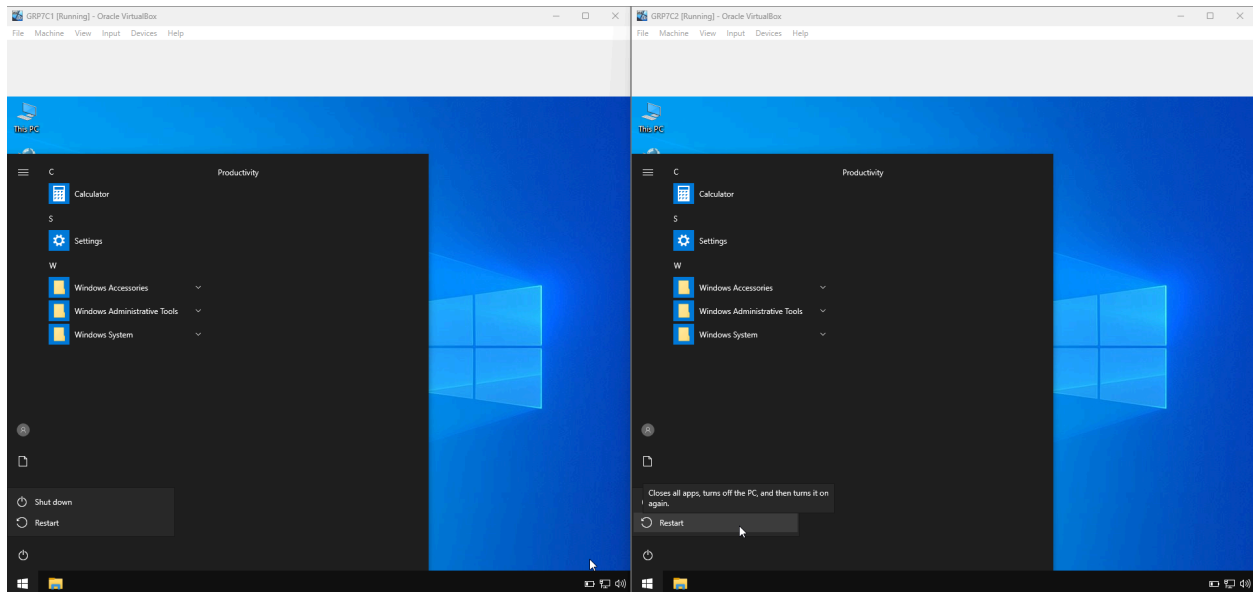 GRP7C1 [Running] - Oracle VirtualBox
File Machine View Input Devices Help
This PC
C
Productivity
Calculator
S
Settings
W
Windows Accessories
Windows Administrative Tools
Windows System
Shut down
Restart
GRP7C2 [Running] - Oracle VirtualBox
File Machine View Input Devices Help
This PC
C
Productivity
Calculator
S
Settings
W
Windows Accessories
Windows Administrative Tools
Windows System
Closes all apps, turns off the PC, and then turns it on
again.
Restart